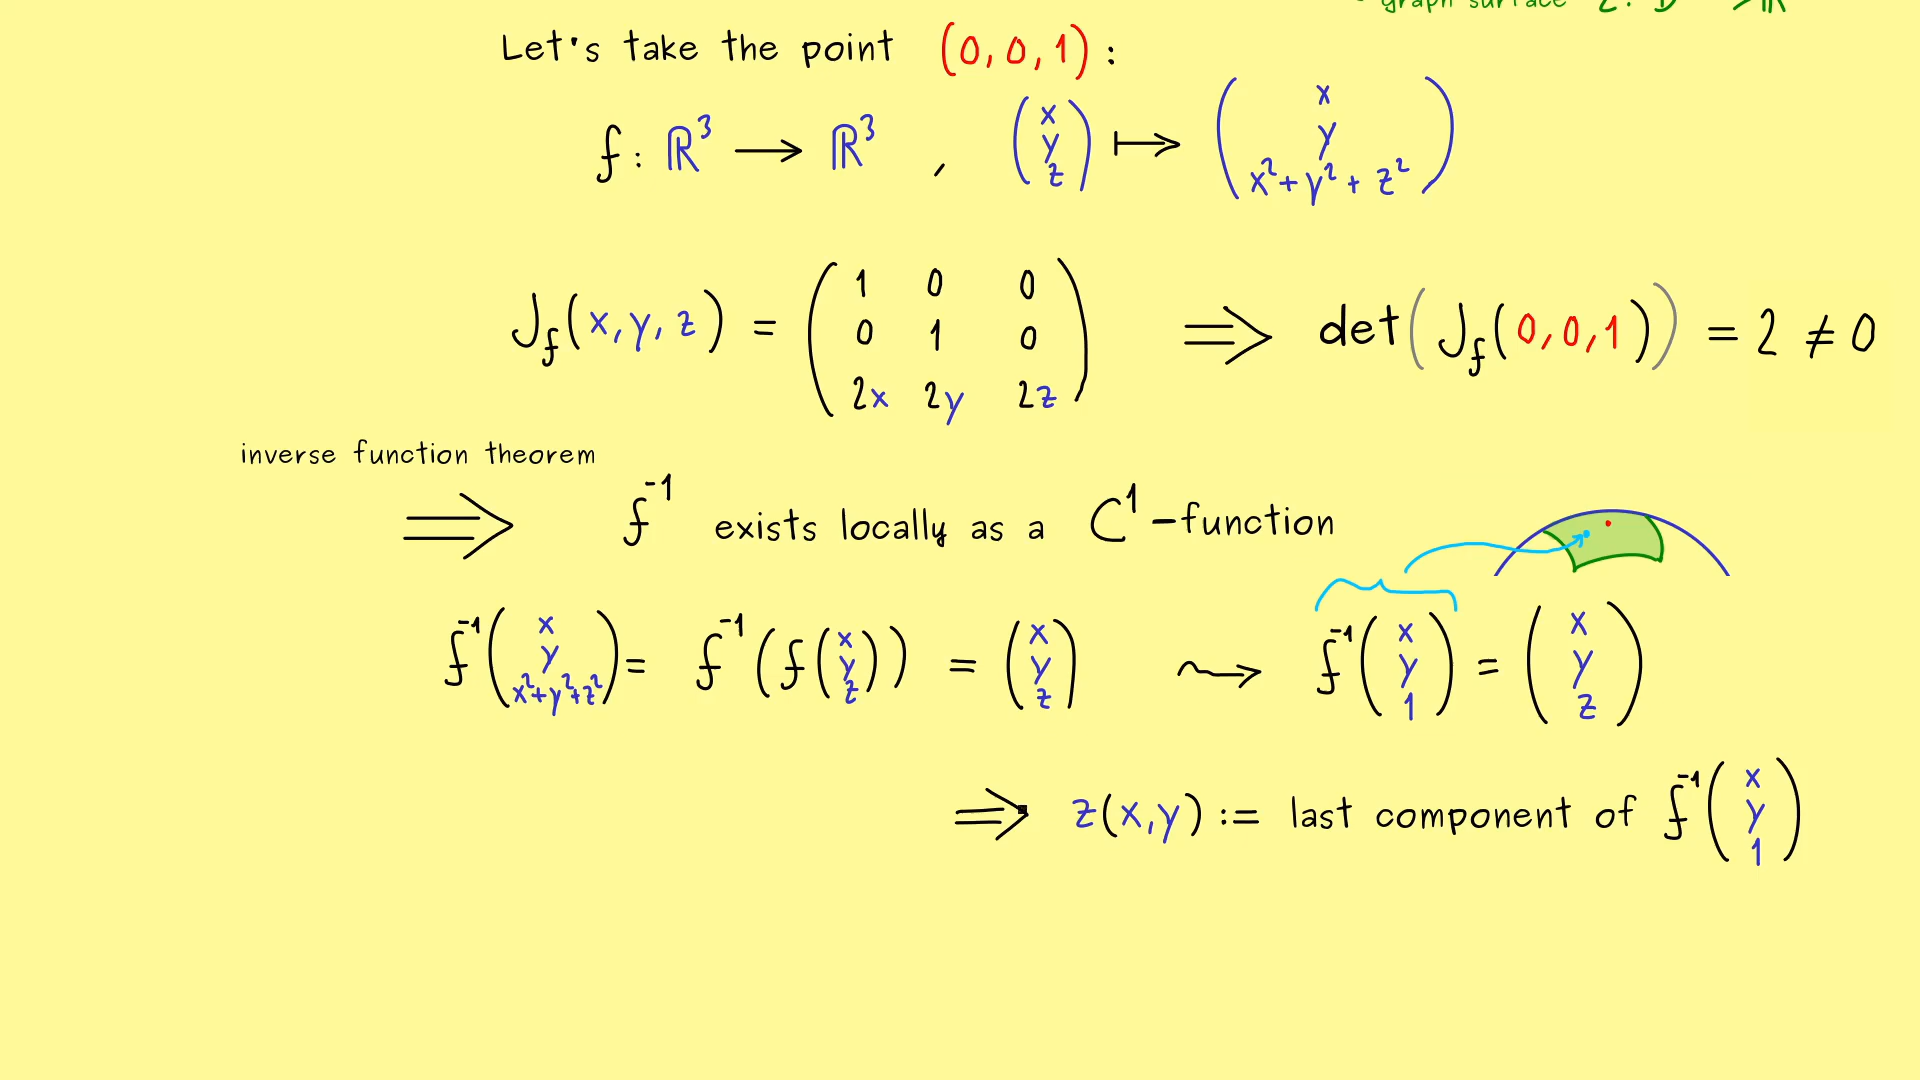 Let's take the point (0,0,1):
f: ℝ³ ⟶ ℝ³ , (x y z) ⟼ (x y x²+y²+z²)
J_f(x,y,z) = (1 0 0
0 1 0
2x 2y 2z) ⟹ det(J_f(0,0,1)) = 2 ≠ 0
inverse function theorem
⟹ f⁻¹ exists locally as a C¹-function
f⁻¹(x y x²+y²+z²) = f⁻¹(f(x y z)) = (x y z) ⇝ f⁻¹(x y 1) = (x y z)
⟹ z(x,y) := last component of f⁻¹(x y 1)